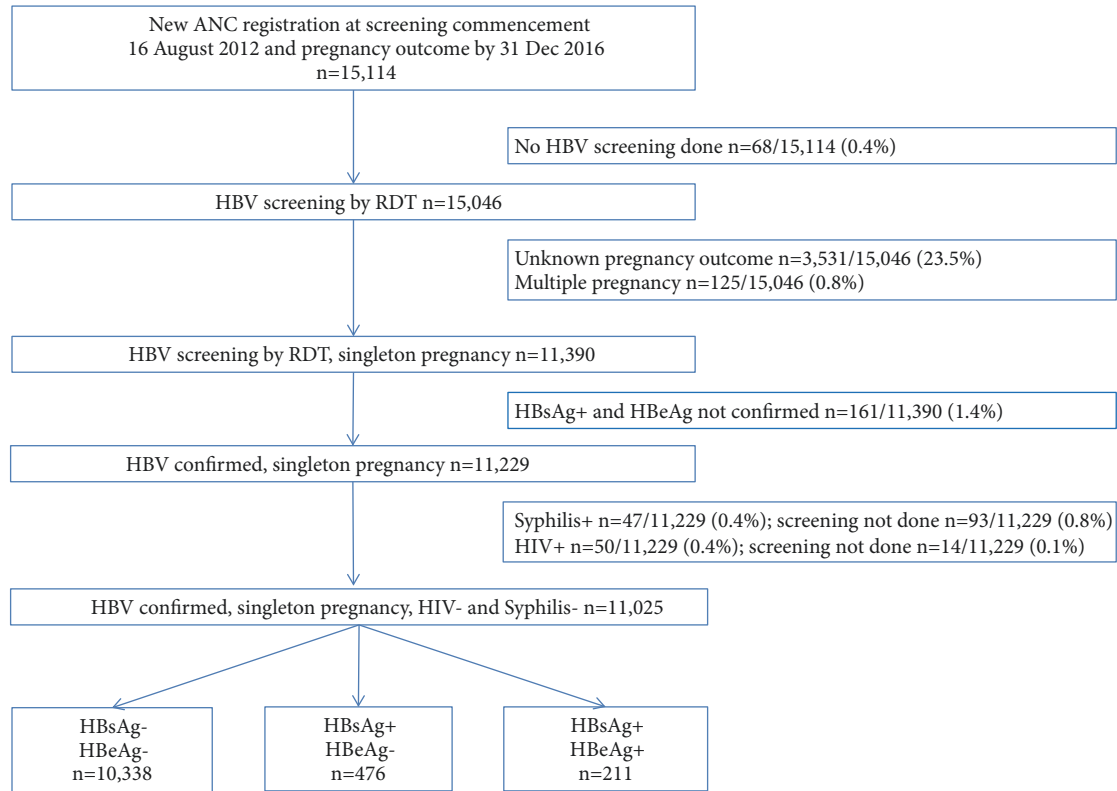 New ANC registration at screening commencement
16 August 2012 and pregnancy outcome by 31 Dec 2016
n=15,114
No HBV screening done n=68/15,114 (0.4%)
HBV screening by RDT n=15,046
Unknown pregnancy outcome n=3,531/15,046 (23.5%)
Multiple pregnancy n=125/15,046 (0.8%)
HBV screening by RDT, singleton pregnancy n=11,390
HBsAg+ and HBeAg not confirmed n=161/11,390 (1.4%)
HBV confirmed, singleton pregnancy n=11,229
Syphilis+ n=47/11,229 (0.4%); screening not done n=93/11,229 (0.8%)
HIV+ n=50/11,229 (0.4%); screening not done n=14/11,229 (0.1%)
HBV confirmed, singleton pregnancy, HIV- and Syphilis- n=11,025
HBsAg-
HBeAg-
n=10,338
HBsAg+
HBeAg-
n=476
HBsAg+
HBeAg+
n=211